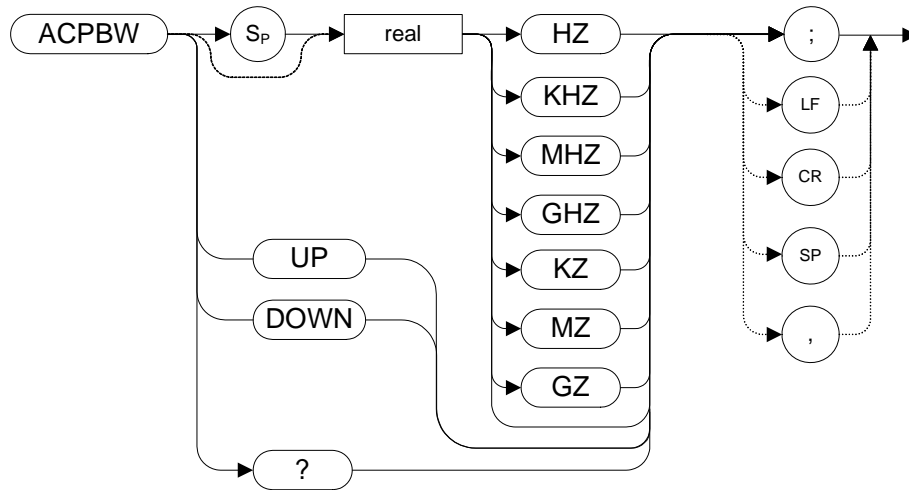 ACPBW SP real HZ ;
KHZ LF
MHZ CR
GHZ
UP KZ SP
DOWN MZ ,
GZ
?